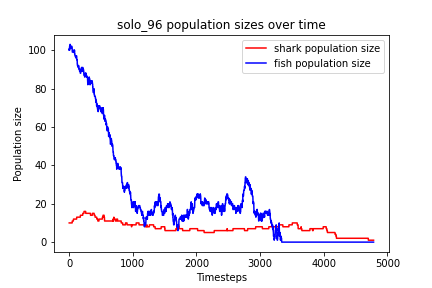 solo_96 population sizes over time
shark population size
fish population size
Population size
100
80
60
40
20
0
0
1000
2000
3000
4000
5000
Timesteps